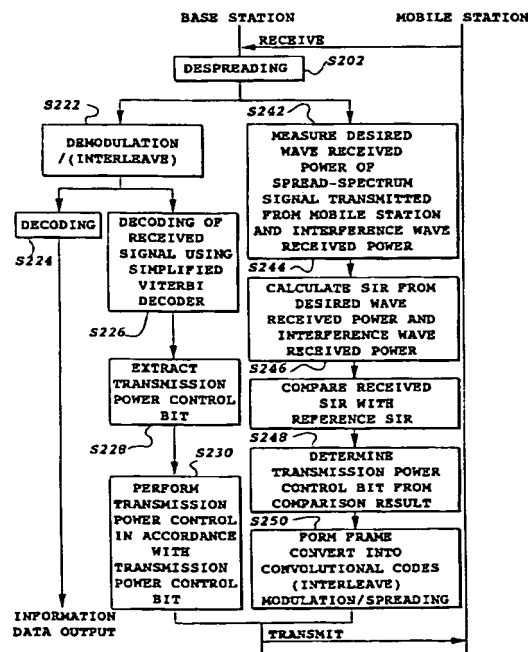 BASE STATION
MOBILE STATION
RECEIVE
DESPREADING
S202
S222
DEMODULATION
/(INTERLEAVE)
DECODING
S224
DECODING OF
RECEIVED
SIGNAL USING
SIMPLIFIED
VITERBI
DECODER
S226
EXTRACT
TRANSMISSION
POWER CONTROL
BIT
S228
S230
PERFORM
TRANSMISSION
POWER CONTROL
IN ACCORDANCE
WITH
TRANSMISSION
POWER CONTROL
BIT
INFORMATION
DATA OUTPUT
S242
MEASURE DESIRED
WAVE RECEIVED
POWER OF
SPREAD-SPECTRUM
SIGNAL TRANSMITTED
FROM MOBILE STATION
AND INTERFERENCE WAVE
RECEIVED POWER
S244
CALCULATE SIR FROM
DESIRED WAVE
RECEIVED POWER AND
INTERFERENCE WAVE
RECEIVED POWER
S246
COMPARE RECEIVED
SIR WITH
REFERENCE SIR
S248
DETERMINE
TRANSMISSION POWER
CONTROL BIT FROM
COMPARISON RESULT
S250
FORM FRAME
CONVERT INTO
CONVOLUTIONAL CODES
(INTERLEAVE)
MODULATION/SPREADING
TRANSMIT